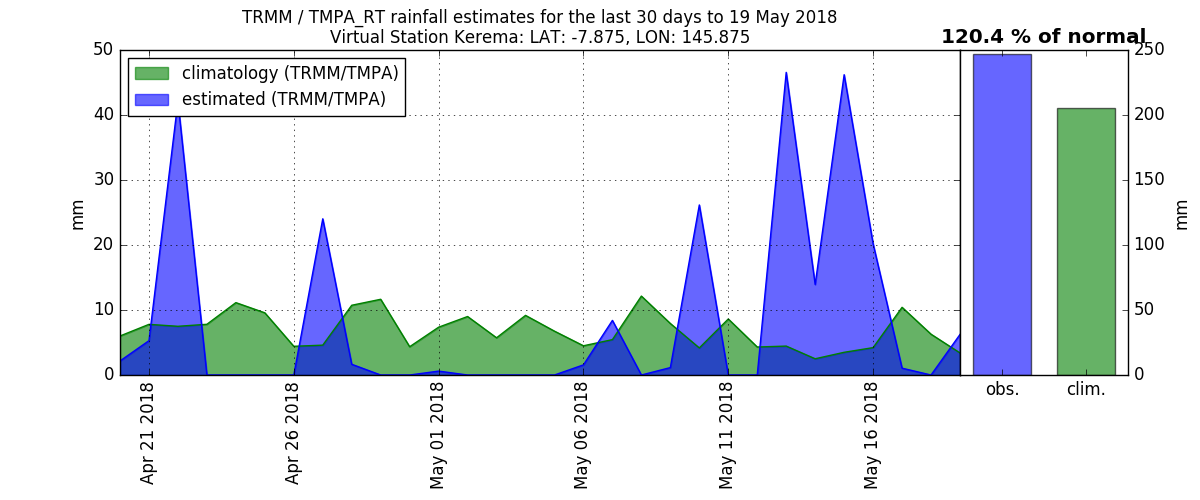 TRMM / TMPA_RT rainfall estimates for the last 30 days to 19 May 2018
Virtual Station Kerema: LAT: -7.875, LON: 145.875
120.4 % of normal
climatology (TRMM/TMPA)
estimated (TRMM/TMPA)
50
40
30
20
10
0
mm
Apr 21 2018
Apr 26 2018
May 01 2018
May 06 2018
May 11 2018
May 16 2018
obs.
clim.
250
200
150
100
50
0
mm